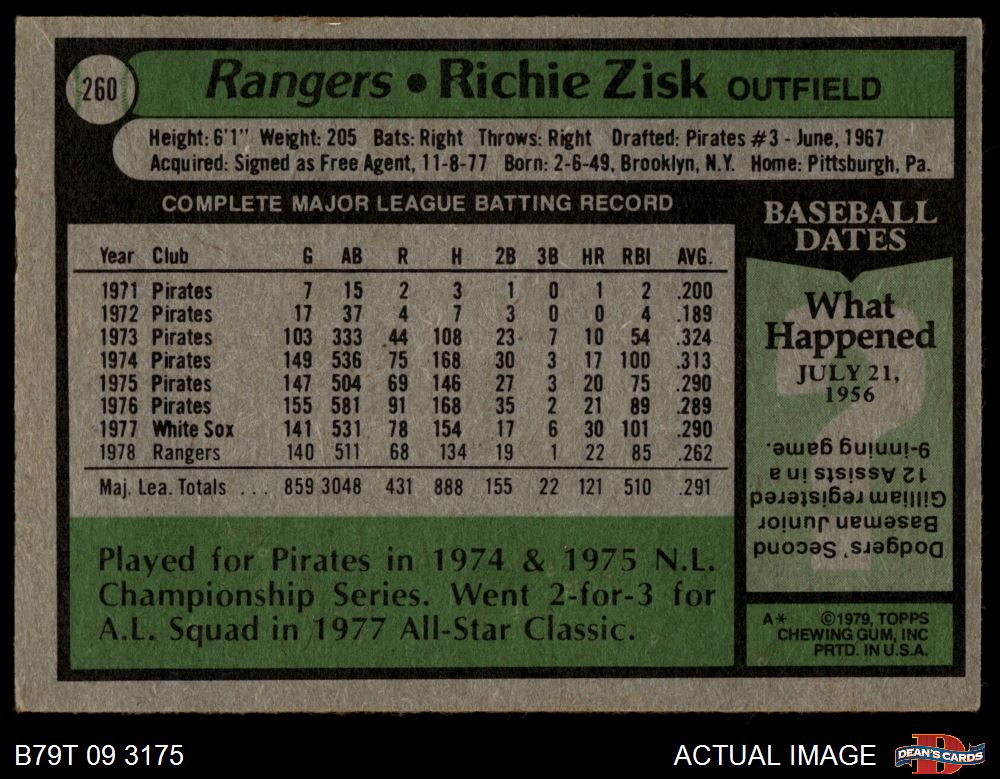 260
Rangers • Richie Zisk OUTFIELD
Height: 6'1" Weight: 205 Bats: Right Throws: Right Drafted: Pirates #3 - June, 1967
Acquired: Signed as Free Agent, 11-8-77 Born: 2-6-49, Brooklyn, N.Y. Home: Pittsburgh, Pa.
COMPLETE MAJOR LEAGUE BATTING RECORD
Year Club G AB R H 2B 3B HR RBI AVG.
1971 Pirates 7 15 2 3 1 0 1 2 .200
1972 Pirates 17 37 4 7 3 0 0 4 .189
1973 Pirates 103 333 44 108 23 7 10 54 .324
1974 Pirates 149 536 75 168 30 3 17 100 .313
1975 Pirates 147 504 69 146 27 3 20 75 .290
1976 Pirates 155 581 91 168 35 2 21 89 .289
1977 White Sox 141 531 78 154 17 6 30 101 .290
1978 Rangers 140 511 68 134 19 1 22 85 .262
Maj. Lea. Totals ... 859 3048 431 888 155 22 121 510 .291
Played for Pirates in 1974 & 1975 N.L.
Championship Series. Went 2-for-3 for
A.L. Squad in 1977 All-Star Classic.
BASEBALL
DATES
What
Happened
JULY 21,
1956
Dodgers' Second
Baseman Junior
Gilliam registered
12 Assists in a
9-inning game.
A* ©1979, TOPPS
CHEWING GUM, INC
PRTD. IN U.S.A.
B79T 09 3175
ACTUAL IMAGE
DEAN'S CARDS